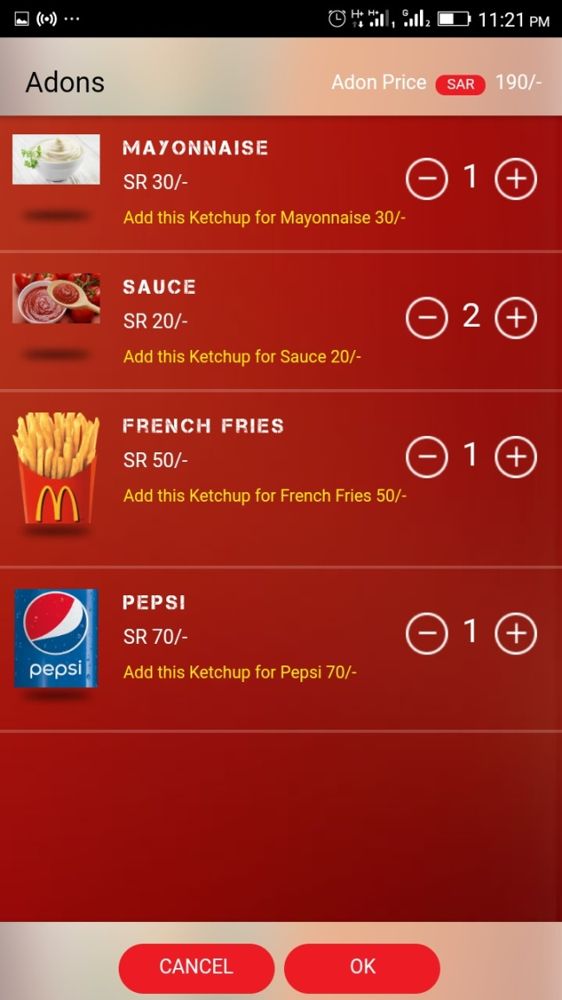 11:21 PM
Adons
Adon Price SAR 190/-
MAYONNAISE
SR 30/-
1
Add this Ketchup for Mayonnaise 30/-
SAUCE
SR 20/-
2
Add this Ketchup for Sauce 20/-
FRENCH FRIES
SR 50/-
1
Add this Ketchup for French Fries 50/-
PEPSI
SR 70/-
1
pepsi
Add this Ketchup for Pepsi 70/-
CANCEL OK